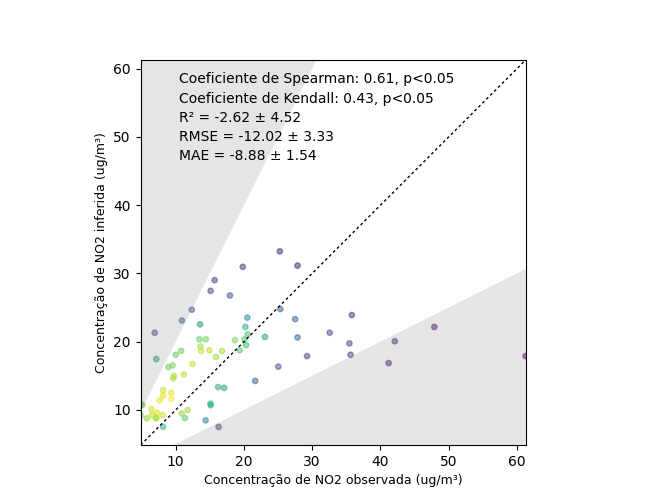 Coeficiente de Spearman: 0.61, p<0.05
Coeficiente de Kendall: 0.43, p<0.05
R² = -2.62 ± 4.52
RMSE = -12.02 ± 3.33
MAE = -8.88 ± 1.54
60
50
40
30
20
10
Concentração de NO2 inferida (ug/m³)
10 20 30 40 50 60
Concentração de NO2 observada (ug/m³)